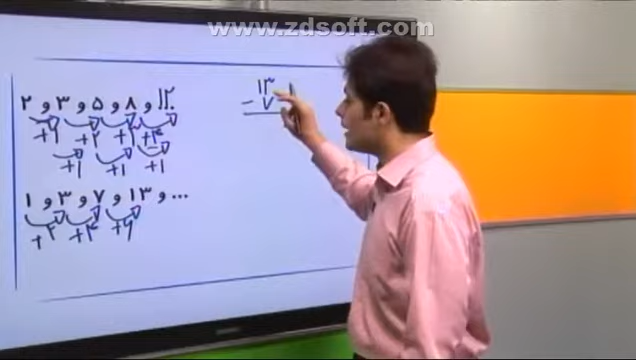 www.zdsoft.com
۲ و ۳ و ۵ و ۸ و ۱۲
+۱ +۲ +۳ +۴
+۱ +۱ +۱
۱ و ۳ و ۷ و ۱۳ و ...
+۲ +۴ +۶
۱۳
- ۷